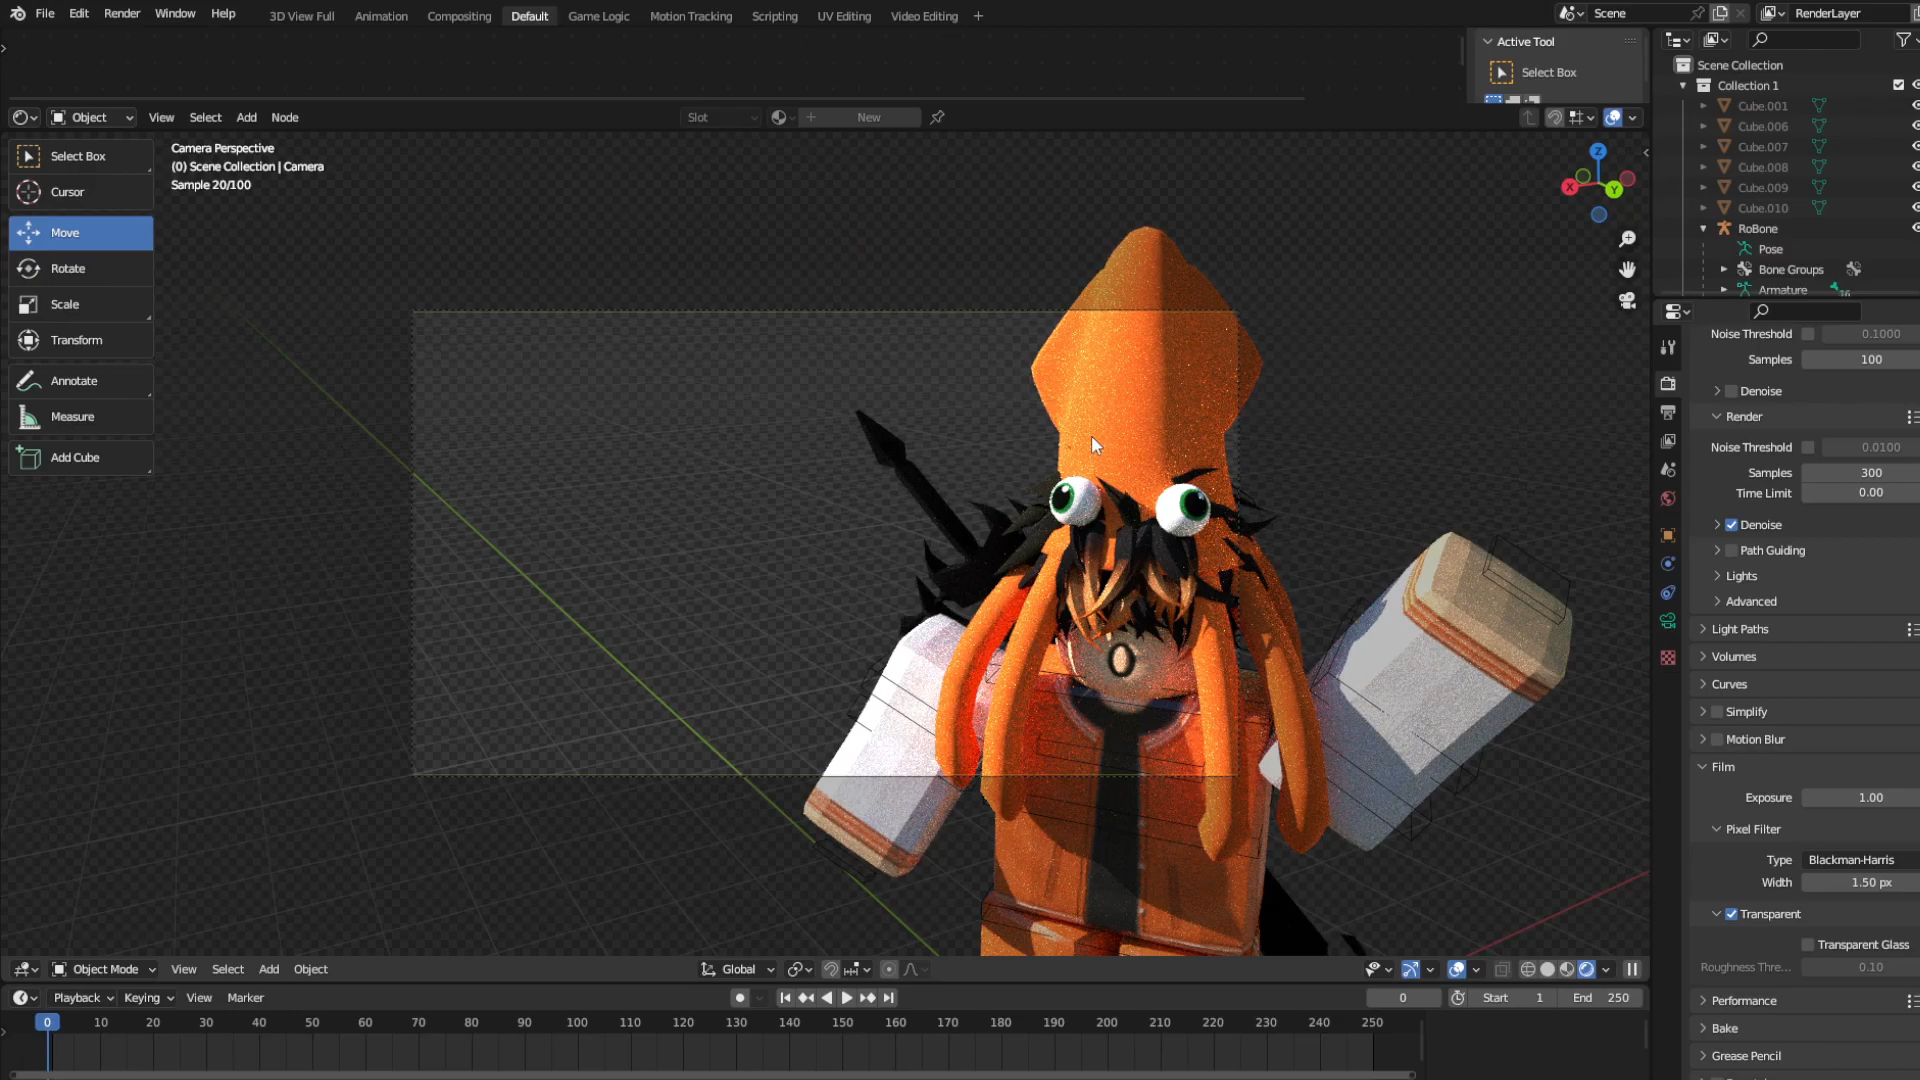 File Edit Render Window Help 3D View Full Animation Compositing Default Game Logic Motion Tracking Scripting UV Editing Video Editing + Scene RenderLayer
Active Tool
Select Box
Scene Collection
Collection 1
Object View Select Add Node Slot New
Cube.001
Cube.006
Cube.007
Cube.008
Cube.009
Cube.010
RoBone
Pose
Bone Groups
Armature 16
Select Box
Cursor
Move
Rotate
Scale
Transform
Annotate
Measure
Add Cube
Camera Perspective
(0) Scene Collection | Camera
Sample 20/100
Z
X
Y
Noise Threshold 0.1000
Samples 100
Denoise
Render
Noise Threshold 0.0100
Samples 300
Time Limit 0.00
Denoise
Path Guiding
Lights
Advanced
Light Paths
Volumes
Curves
Simplify
Motion Blur
Film
Exposure 1.00
Pixel Filter
Type Blackman-Harris
Width 1.50 px
Transparent
Transparent Glass
Roughness Thre... 0.10
Performance
Bake
Grease Pencil
Object Mode View Select Add Object Global
Playback Keying View Marker 0 Start 1 End 250
0 10 20 30 40 50 60 70 80 90 100 110 120 130 140 150 160 170 180 190 200 210 220 230 240 250